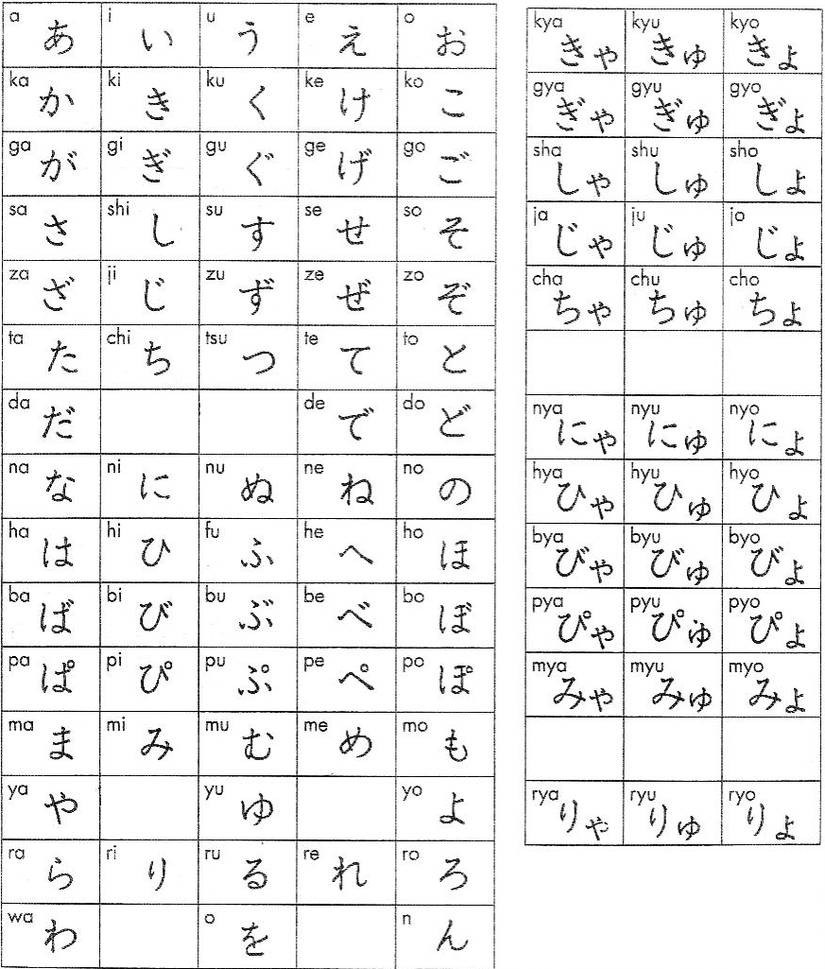 a あ i い u う e え o お
ka か ki き ku く ke け ko こ
ga が gi ぎ gu ぐ ge げ go ご
sa さ shi し su す se せ so そ
za ざ ji じ zu ず ze ぜ zo ぞ
ta た chi ち tsu つ te て to と
da だ de で do ど
na な ni に nu ぬ ne ね no の
ha は hi ひ fu ふ he へ ho ほ
ba ば bi び bu ぶ be べ bo ぼ
pa ぱ pi ぴ pu ぷ pe ぺ po ぽ
ma ま mi み mu む me め mo も
ya や yu ゆ yo よ
ra ら ri り ru る re れ ro ろ
wa わ o を n ん
kya きゃ kyu きゅ kyo きょ
gya ぎゃ gyu ぎゅ gyo ぎょ
sha しゃ shu しゅ sho しょ
ja じゃ ju じゅ jo じょ
cha ちゃ chu ちゅ cho ちょ
nya にゃ nyu にゅ nyo にょ
hya ひゃ hyu ひゅ hyo ひょ
bya びゃ byu びゅ byo びょ
pya ぴゃ pyu ぴゅ pyo ぴょ
mya みゃ myu みゅ myo みょ
rya りゃ ryu りゅ ryo りょ